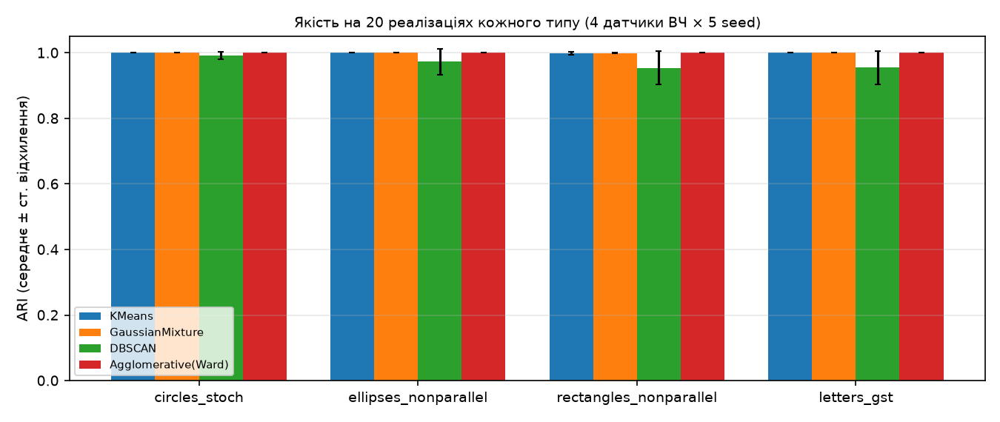 Якість на 20 реалізаціях кожного типу (4 датчики ВЧ × 5 seed)
ARI (середнє ± ст. відхилення)
1.0
0.8
0.6
0.4
0.2
0.0
KMeans
GaussianMixture
DBSCAN
Agglomerative(Ward)
circles_stoch
ellipses_nonparallel
rectangles_nonparallel
letters_gst